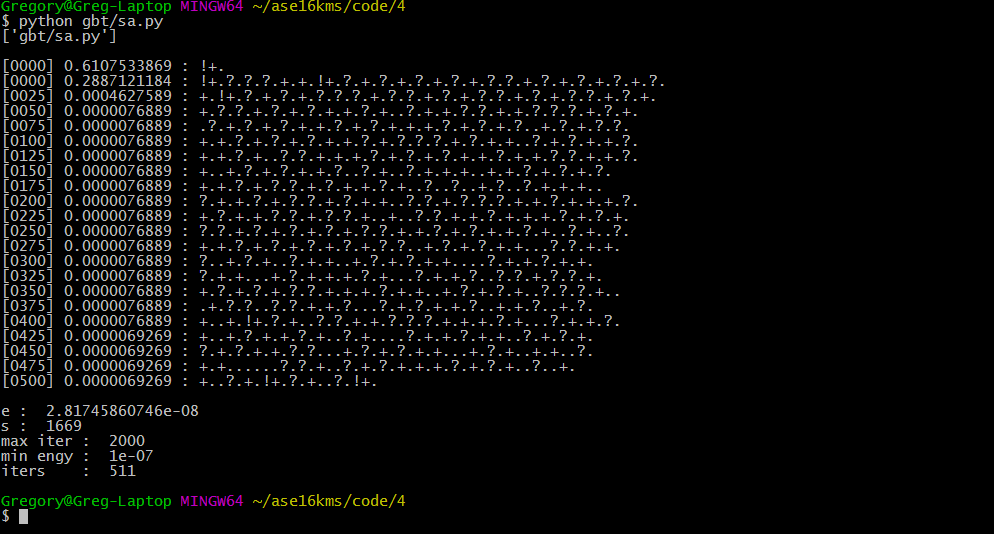 Gregory@Greg-Laptop MINGW64 ~/ase16kms/code/4
$ python gbt/sa.py
['gbt/sa.py']
[0000] 0.6107533869 : !+.
[0000] 0.2887121184 : !+.?.?.?.+.+.!+.?.+.?.+.?.+.?.+.?.?.+.?.+.?.+.?.+.?.
[0025] 0.0004627589 : +.!+.?.+.?.+.?.?.?.+.?.?.+.?.+.?.+.?.+.?.?.?.+.?.+.
[0050] 0.0000076889 : +.?.?.+.?.+.?.+.?.+.?.+..?.+.+.?.?.+.?.+.?.?.?.+.?.+.
[0075] 0.0000076889 : .?.+.?.+.?.+.+.?.+.?.+.+.+.?.+.?.+.?..+.?.+.?.?.
[0100] 0.0000076889 : +.+.?.+.?.+.+.?.+.?.+.?.?.+.?.+.?.+..?.+.?.+.+.?.
[0125] 0.0000076889 : +.+.?.+..?.?.+.+.+.?.+.?.+.?.+.?.+.+.+.?.?.+.+.?.
[0150] 0.0000076889 : +..+.?.+.?.+.+.?..?.+..?.+.+.+..+.+.?.+.?.+.?.
[0175] 0.0000076889 : +.+.?.+.?.?.+.?.+.?.+..?..?..+.?..?.+.+.+..
[0200] 0.0000076889 : ?.+.+.?.+.?.+.?.+.+..?.?.+.?.?.?.?.+.+.?.+.+.+.?.
[0225] 0.0000076889 : +.?.+.?.+.?.+.?.+.?..+..?.?.+.?.+.+.+.+.?.+.?.+.
[0250] 0.0000076889 : ?.?.+.?.+.?.+.?.+.?.+.?.+.?.+.?.+.+.+.?..+.?.+..?.
[0275] 0.0000076889 : +.+.?.+.?.+.?.+.?.+.?.?..+.?.+.?.+.+...?.?.+.+.
[0300] 0.0000076889 : ?..+.?.+..?.+.+..+.?.+.?.+.+....?.+.?.+.+.
[0325] 0.0000076889 : ?.+.+...+.?.+.?.+.?.+...?.+.?.+.+.?..?.+.?.?.+.
[0350] 0.0000076889 : +.?.+.?.+.?.+.?.+.+.?.+..+.?.+.?.+.?..?.?.?.+..
[0375] 0.0000076889 : .+.?.?..?.?.+.+.?...?.+.?.+.+.?..+.+.?..+.?.
[0400] 0.0000076889 : +..+.!+.?.+..?.?.+.+.?.?.?.+.+.+.?.+...?.+.+.?.
[0425] 0.0000069269 : +..+.?.+.?.+.+..?.+....?.+.?.+.+..?.+.?.+.
[0450] 0.0000069269 : ?.+.?.+.+.?.?...+.?.+.?.+.+...+.?.+..+.+..?.
[0475] 0.0000069269 : +.+......?.?.+..?.+.?.+.+.+.?.+.?.+..?..+.
[0500] 0.0000069269 : +..?.+.!+.?.+..?.!+.
e :  2.81745860746e-08
s :  1669
max iter :  2000
min engy :  1e-07
iters    :  511
Gregory@Greg-Laptop MINGW64 ~/ase16kms/code/4
$